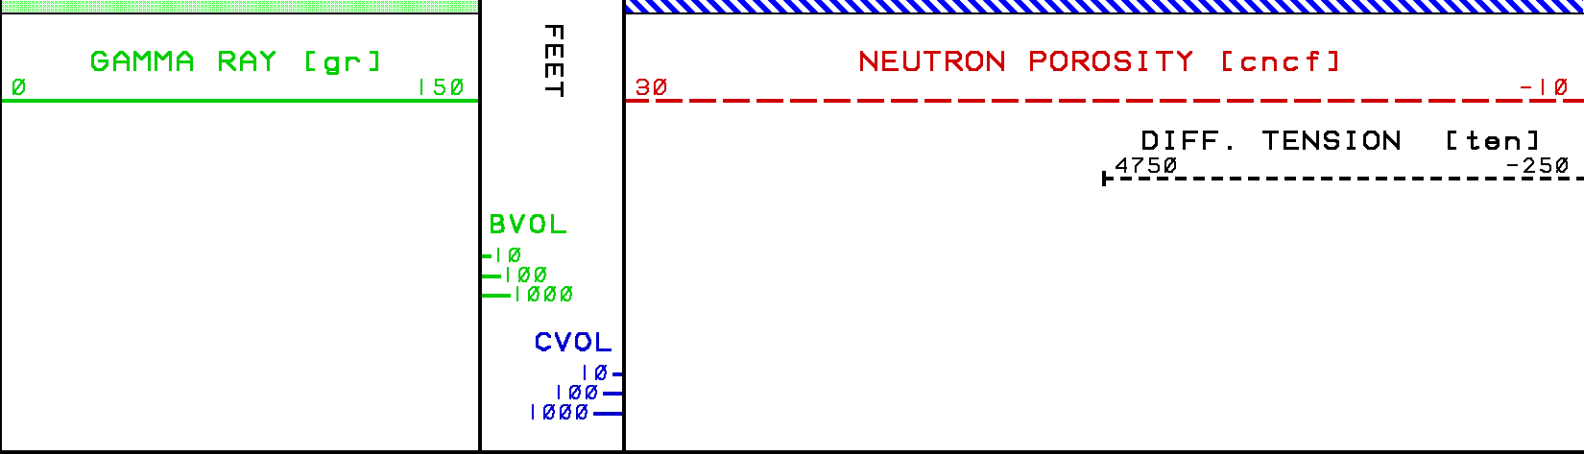 GAMMA RAY [gr]
0 150
FEET
NEUTRON POROSITY [cncf]
30 -10
DIFF. TENSION [ten]
4750 -250
BVOL
10
100
1000
CVOL
10
100
1000